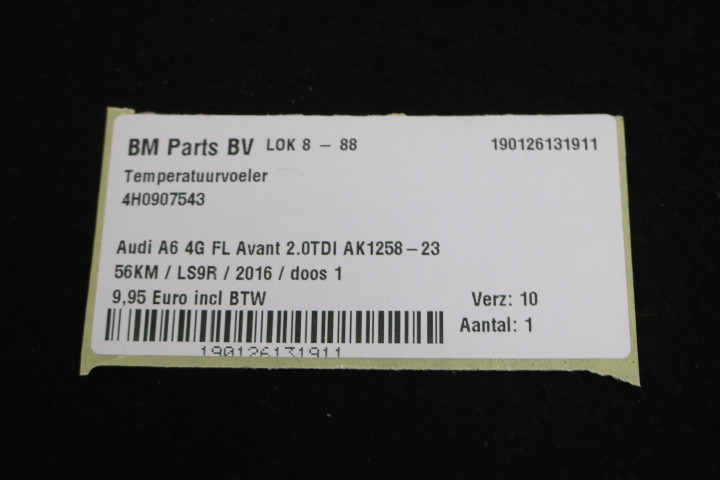 BM Parts BV LOK 8 - 88 190126131911
Temperatuurvoeler
4H0907543
Audi A6 4G FL Avant 2.0TDI AK1258-23
56KM / LS9R / 2016 / doos 1
9,95 Euro incl BTW Verz: 10
Aantal: 1
190126131911